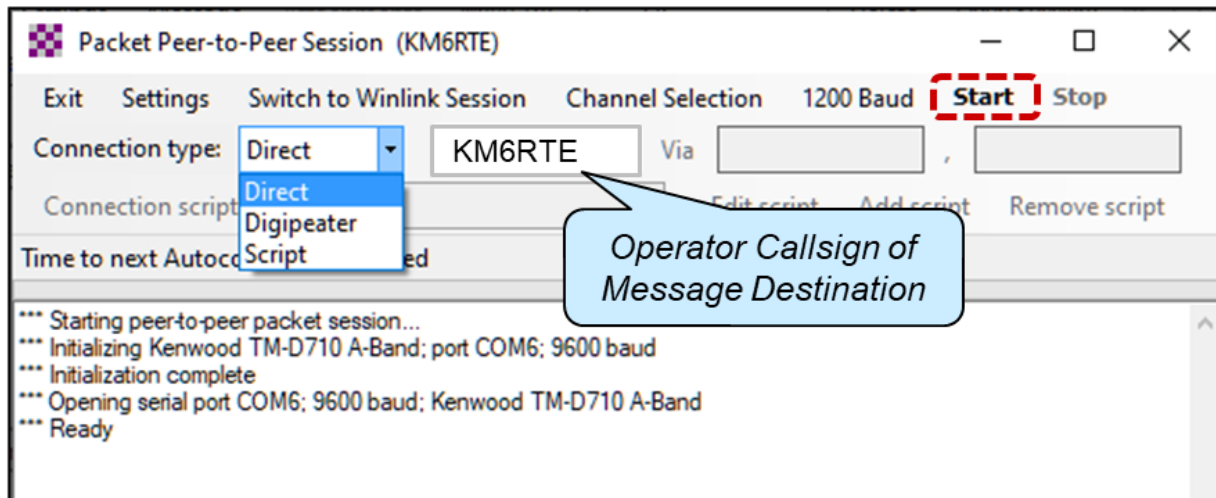 Packet Peer-to-Peer Session (KM6RTE)
Exit Settings Switch to Winlink Session Channel Selection 1200 Baud Start Stop
Connection type: Direct KM6RTE Via ,
Direct
Digipeater
Script
Connection script Edit script Add script Remove script
Time to next Autoco ed
Operator Callsign of
Message Destination
*** Starting peer-to-peer packet session...
*** Initializing Kenwood TM-D710 A-Band; port COM6; 9600 baud
*** Initialization complete
*** Opening serial port COM6; 9600 baud; Kenwood TM-D710 A-Band
*** Ready